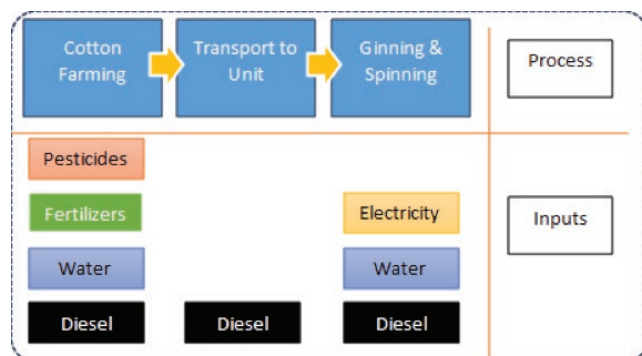 Cotton
Farming
Transport to
Unit
Ginning &
Spinning
Process
Pesticides
Fertilizers
Electricity
Inputs
Water
Water
Diesel
Diesel
Diesel